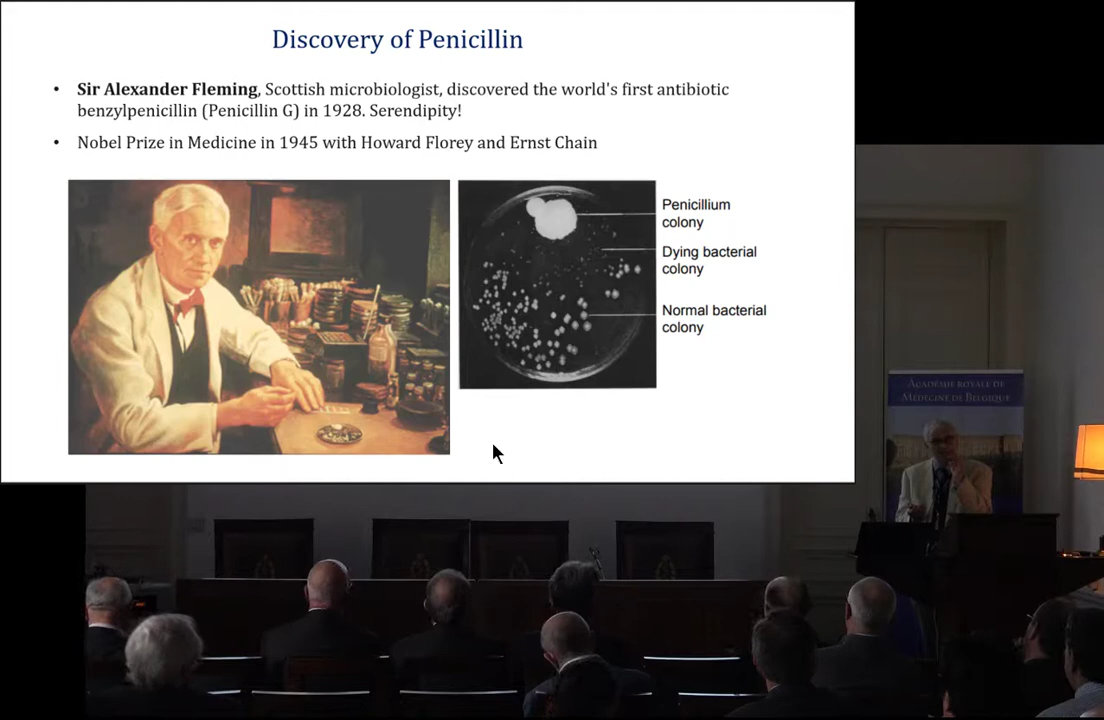 Discovery of Penicillin
• Sir Alexander Fleming, Scottish microbiologist, discovered the world's first antibiotic
benzylpenicillin (Penicillin G) in 1928. Serendipity!
• Nobel Prize in Medicine in 1945 with Howard Florey and Ernst Chain
Penicillium
colony
Dying bacterial
colony
Normal bacterial
colony
ACADÉMIE ROYALE DE
MÉDECINE DE BELGIQUE